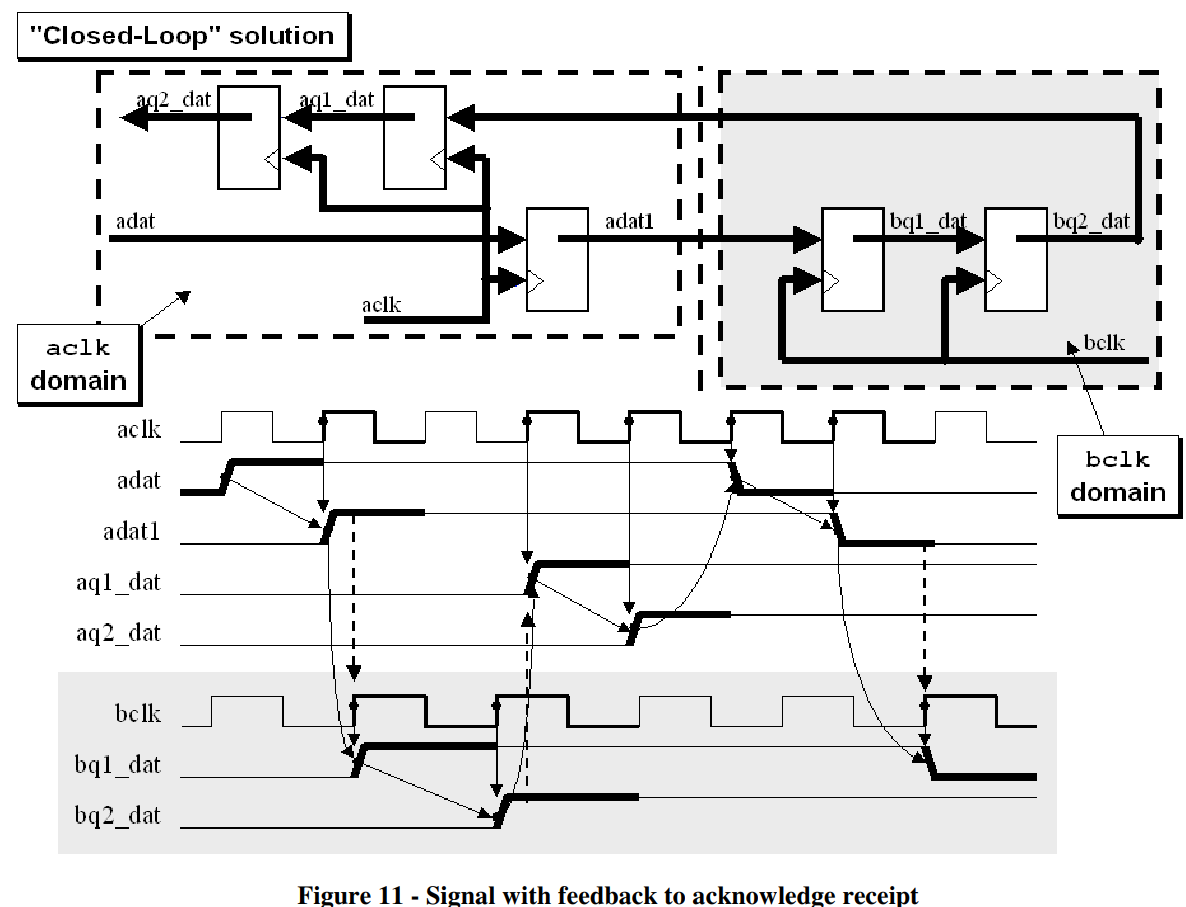 "Closed-Loop" solution
aq2_dat
aq1_dat
adat
adat1
bq1_dat
bq2_dat
aclk
bclk
aclk
domain
bclk
domain
aclk
adat
adat1
aq1_dat
aq2_dat
bclk
bq1_dat
bq2_dat
Figure 11 - Signal with feedback to acknowledge receipt